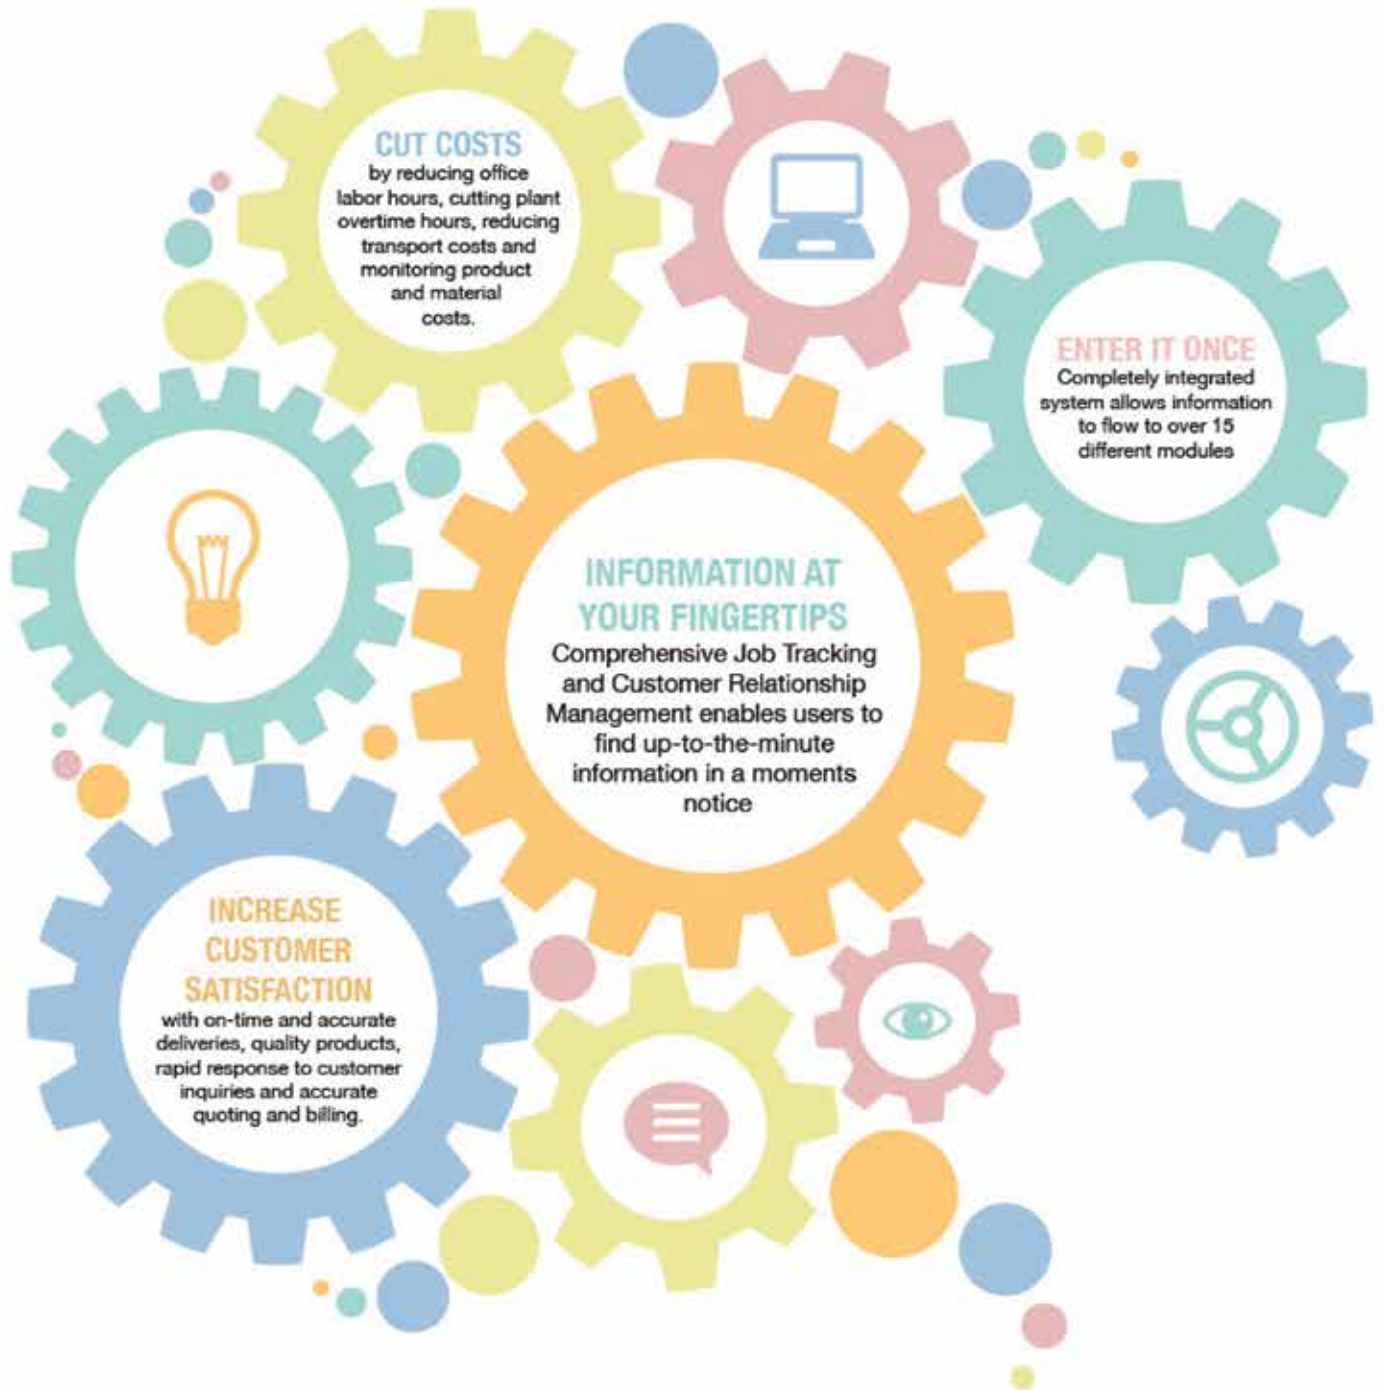 CUT COSTS
by reducing office
labor hours, cutting plant
overtime hours, reducing
transport costs and
monitoring product
and material
costs.
ENTER IT ONCE
Completely integrated
system allows information
to flow to over 15
different modules
INFORMATION AT
YOUR FINGERTIPS
Comprehensive Job Tracking
and Customer Relationship
Management enables users to
find up-to-the-minute
information in a moments
notice
INCREASE
CUSTOMER
SATISFACTION
with on-time and accurate
deliveries, quality products,
rapid response to customer
inquiries and accurate
quoting and billing.